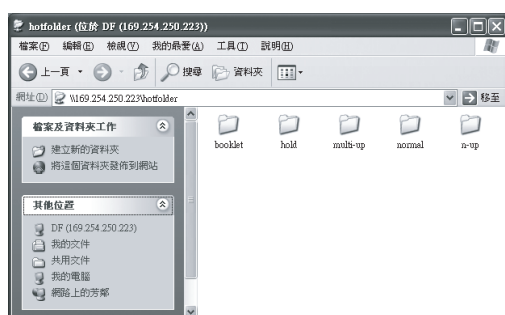 hotfolder (位於 DF (169.254.250.223))
檔案(F) 編輯(E) 檢視(V) 我的最愛(A) 工具(T) 說明(H)
上一頁 搜尋 資料夾
網址(D) \\169.254.250.223\hotfolder 移至
檔案及資料夾工作
建立新的資料夾
將這個資料夾發佈到網站
其他位置
DF (169.254.250.223)
我的文件
共用文件
我的電腦
網路上的芳鄰
booklet hold multi-up normal n-up